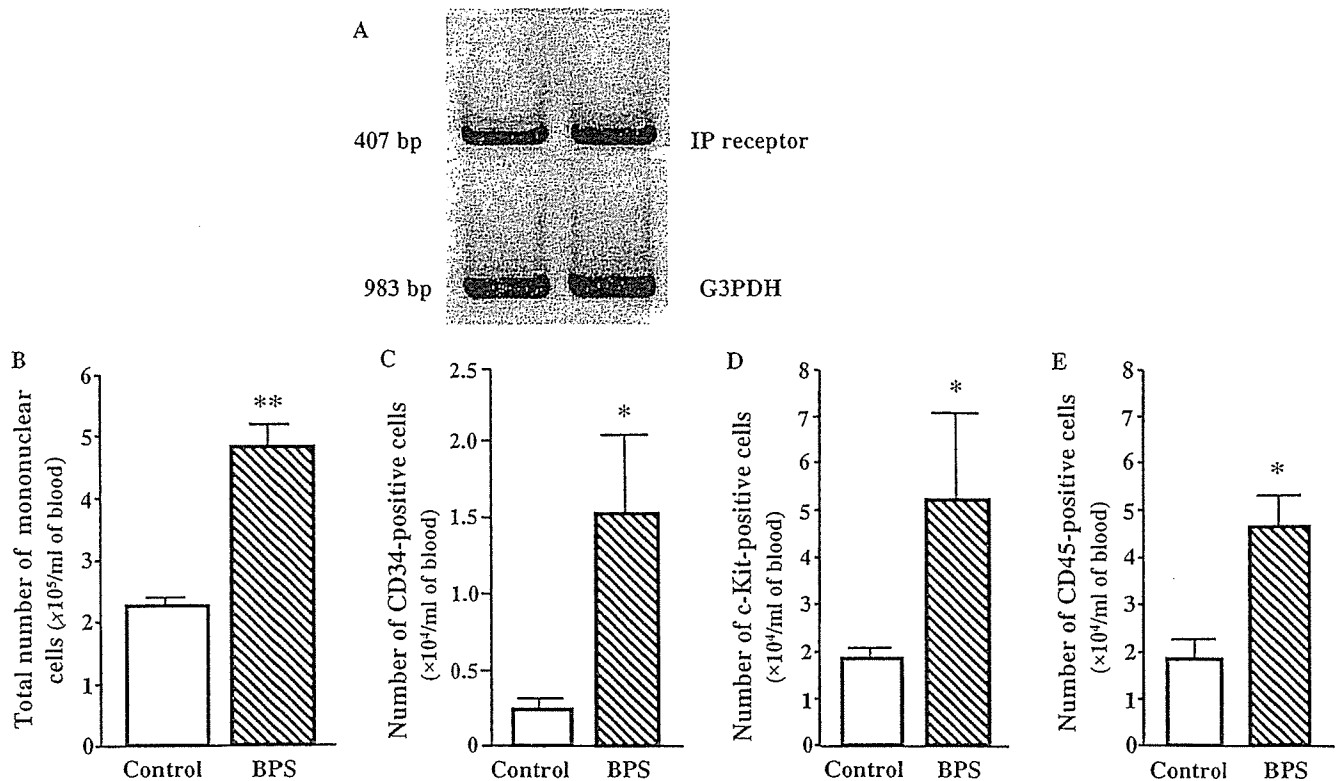 A
407 bp
IP receptor
983 bp
G3PDH
B
Total number of mononuclear
cells (x10⁵/ml of blood)
6
5
4
3
2
1
0
**
Control
BPS
C
Number of CD34-positive cells
(×10⁴/ml of blood)
2.5
2.0
1.5
1.0
0.5
0
*
Control
BPS
D
Number of c-Kit-positive cells
(×10⁴/ml of blood)
8
7
6
5
4
3
2
1
0
*
Control
BPS
E
Number of CD45-positive cells
(×10⁴/ml of blood)
8
7
6
5
4
3
2
1
0
*
Control
BPS